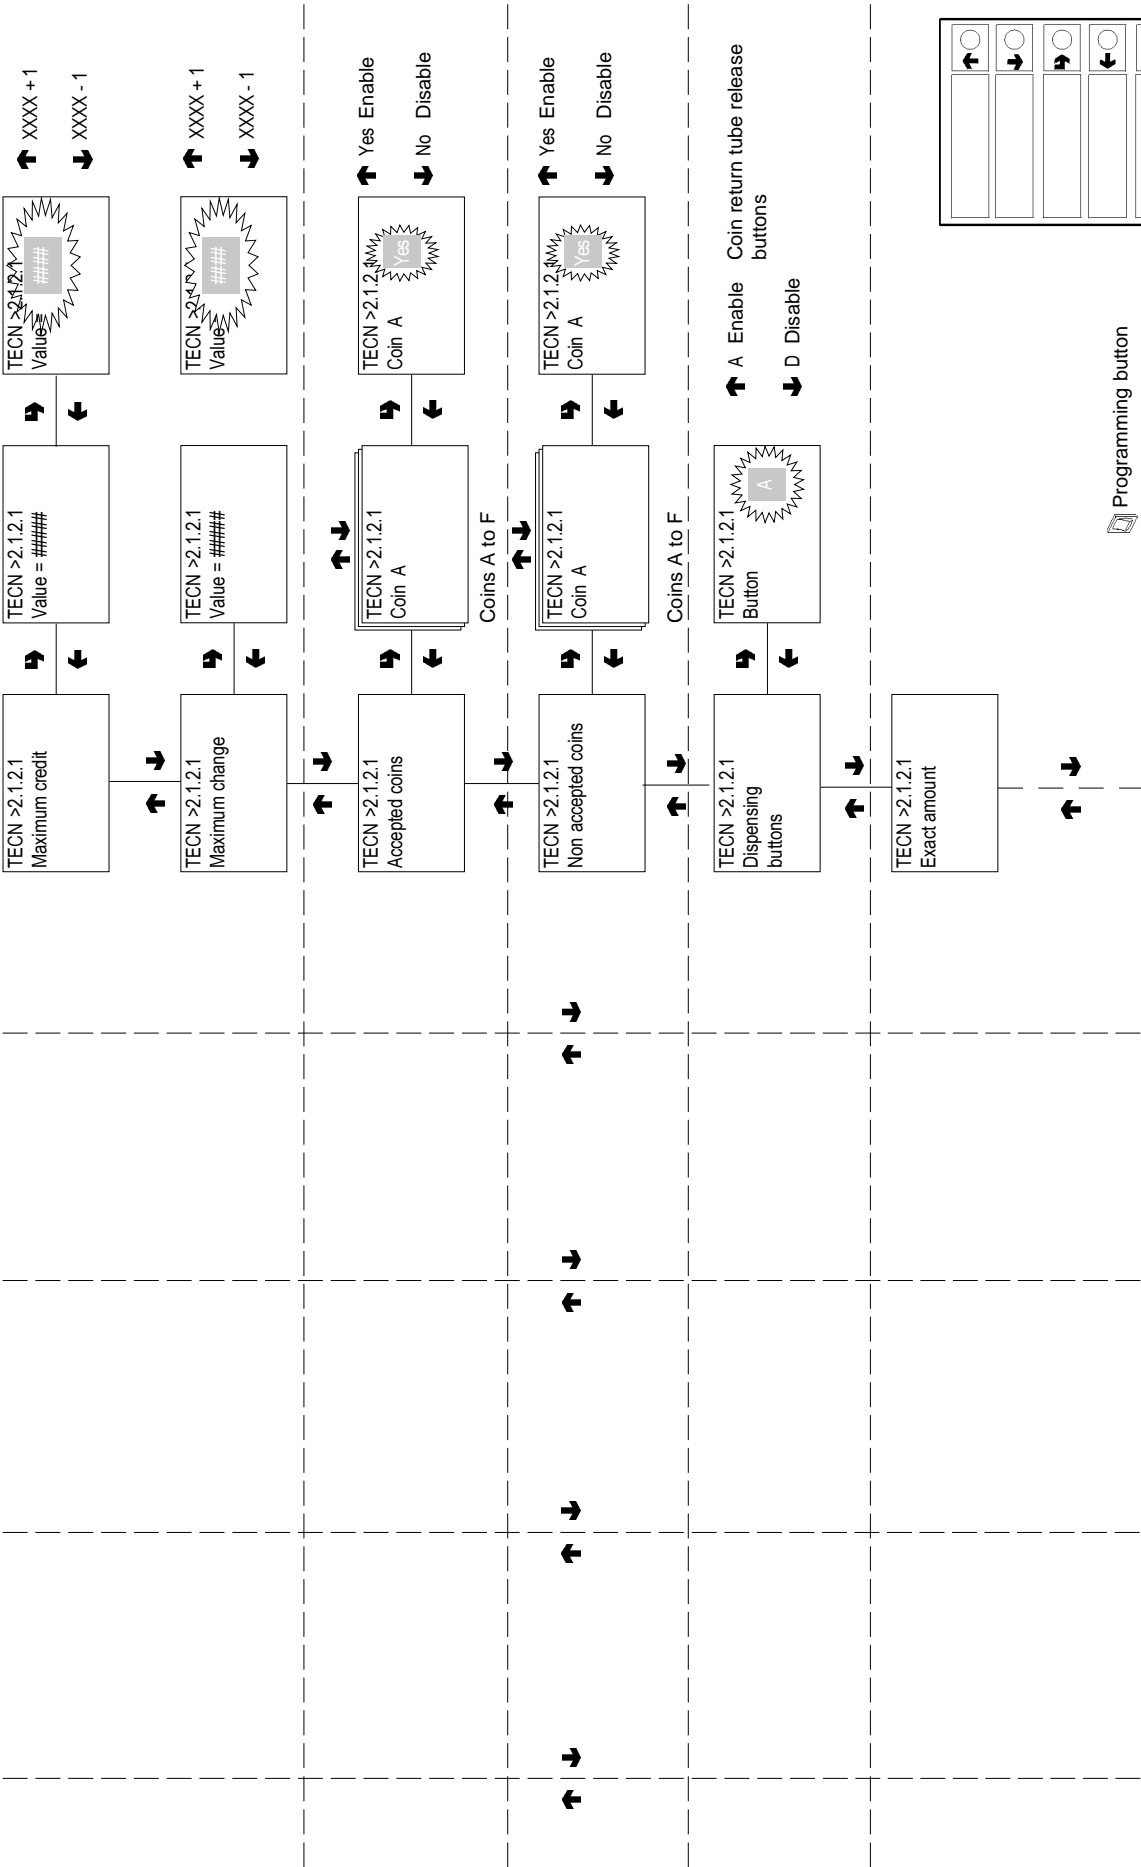 TECN >2.1.2.1
Maximum credit
TECN >2.1.2.1
Value = #####
TECN >2.1.2.1
Value
####
XXXX + 1
XXXX - 1
TECN >2.1.2.1
Maximum change
TECN >2.1.2.1
Value = #####
TECN >2.1.2
Value
####
XXXX + 1
XXXX - 1
TECN >2.1.2.1
Accepted coins
TECN >2.1.2.1
Coin A
Coins A to F
TECN >2.1.2.1
Coin A
Yes
Yes Enable
No Disable
TECN >2.1.2.1
Non accepted coins
TECN >2.1.2.1
Coin A
Coins A to F
TECN >2.1.2.1
Coin A
Yes
Yes Enable
No Disable
TECN >2.1.2.1
Dispensing
buttons
TECN >2.1.2.1
Button
A
A Enable
D Disable
Coin return tube release
buttons
TECN >2.1.2.1
Exact amount
Programming button